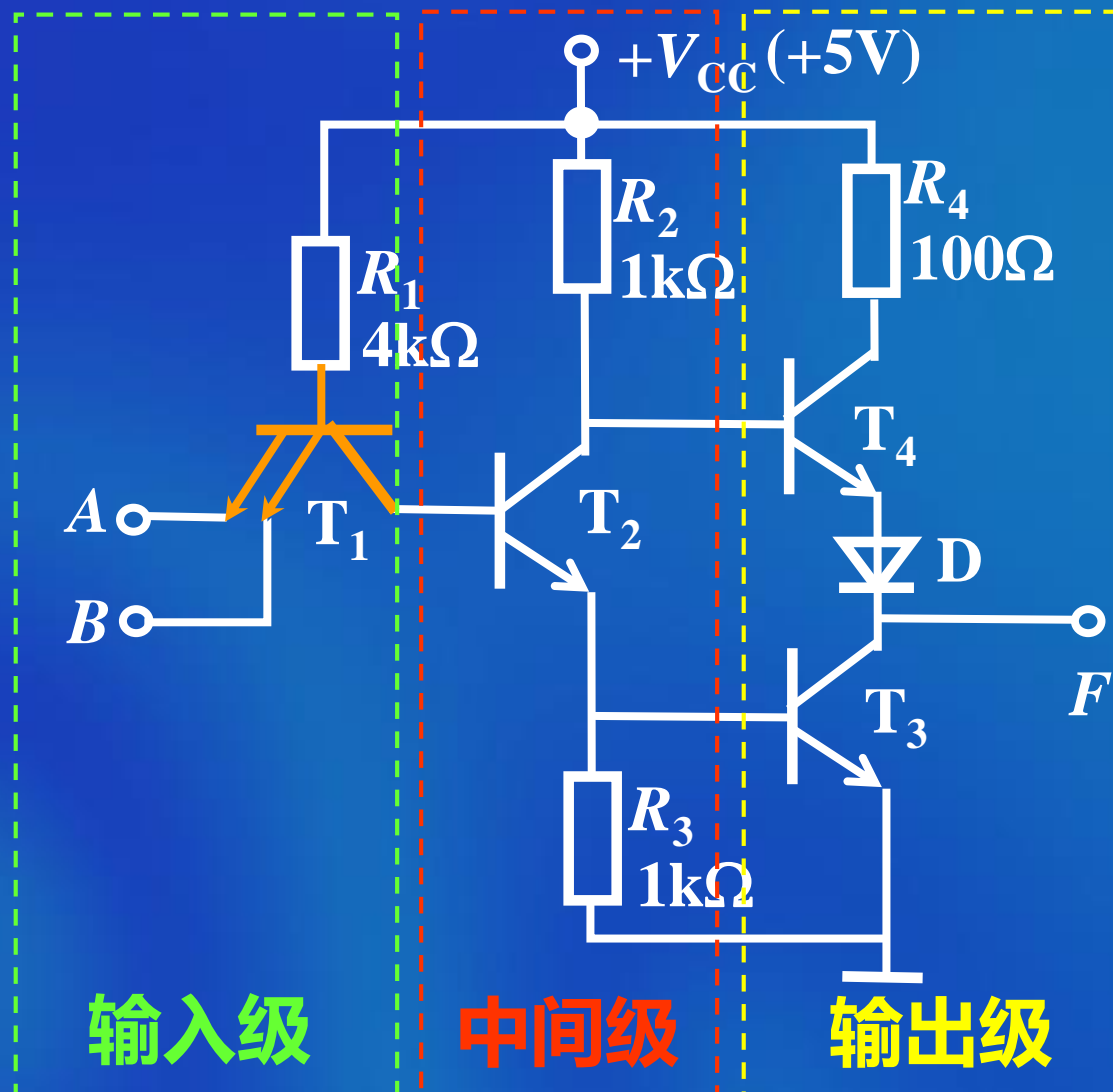 +V_CC (+5V)
R₂
1kΩ
R₄
100Ω
R₁
4kΩ
T₄
A
T₁
T₂
D
B
F
T₃
R₃
1kΩ
输入级
中间级
输出级